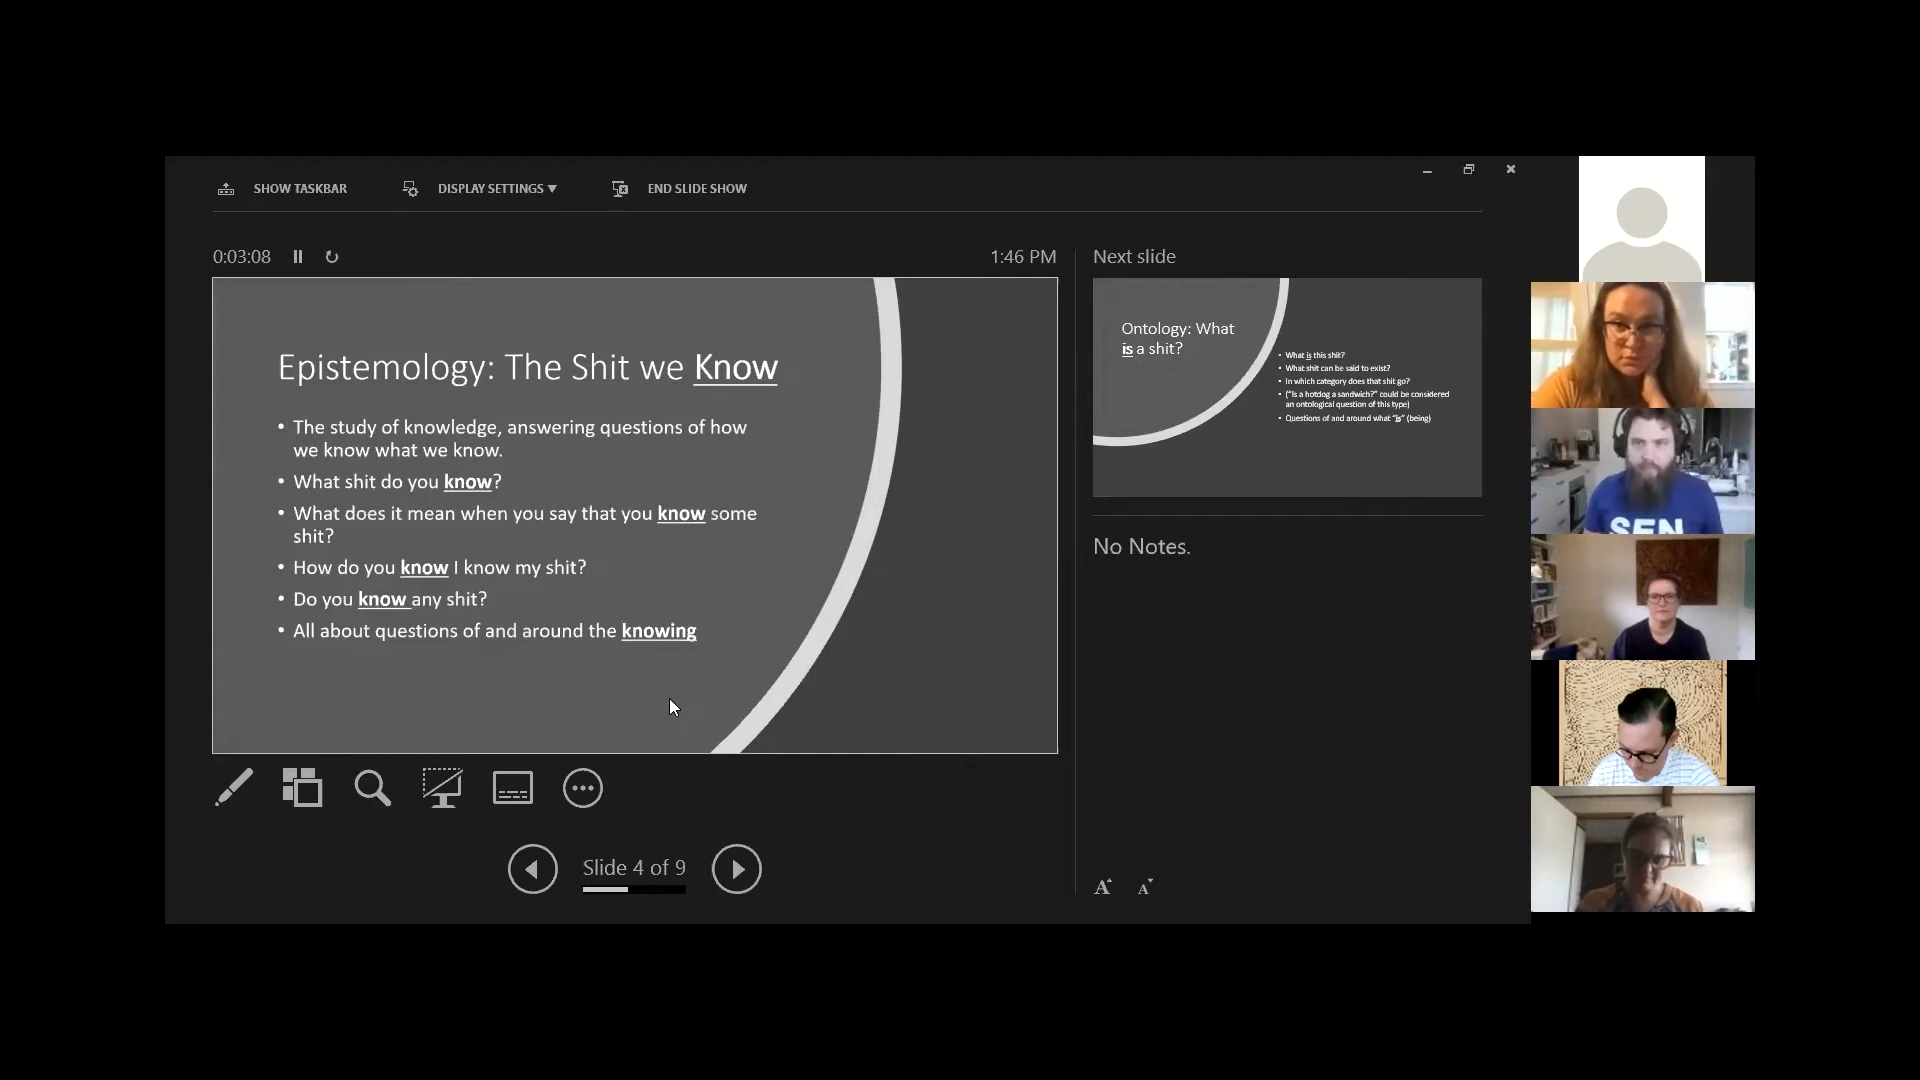 SHOW TASKBAR
DISPLAY SETTINGS ▼
END SLIDE SHOW
0:03:08
1:46 PM
Next slide
Epistemology: The Shit we Know
• The study of knowledge, answering questions of how
we know what we know.
• What shit do you know?
• What does it mean when you say that you know some
shit?
• How do you know I know my shit?
• Do you know any shit?
• All about questions of and around the knowing
Ontology: What
is a shit?
• What is this shit?
• What shit can be said to exist?
• In which category does that shit go?
• ("Is a hotdog a sandwich?" could be considered
an ontological question of this type)
• Questions of and around what "is" (being)
No Notes.
Slide 4 of 9
A
A
SEN